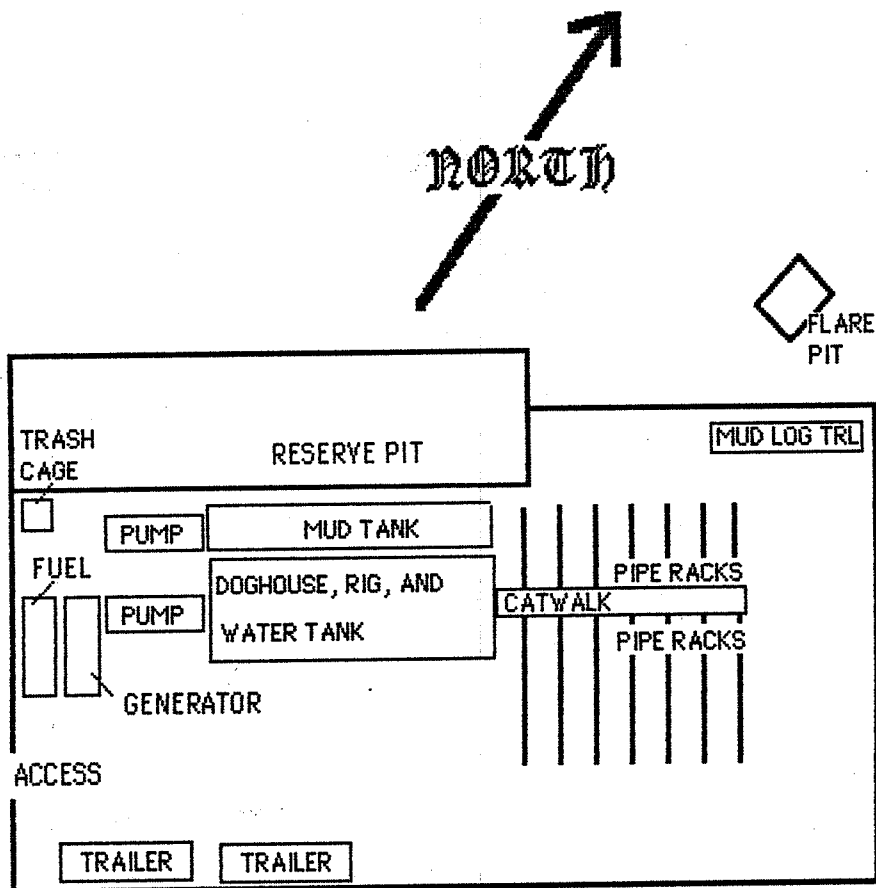 NORTH
FLARE
PIT
TRASH
CAGE
RESERVE PIT
MUD LOG TRL
PUMP
MUD TANK
FUEL
PIPE RACKS
DOGHOUSE, RIG, AND
WATER TANK
CATWALK
PUMP
PIPE RACKS
GENERATOR
ACCESS
TRAILER
TRAILER